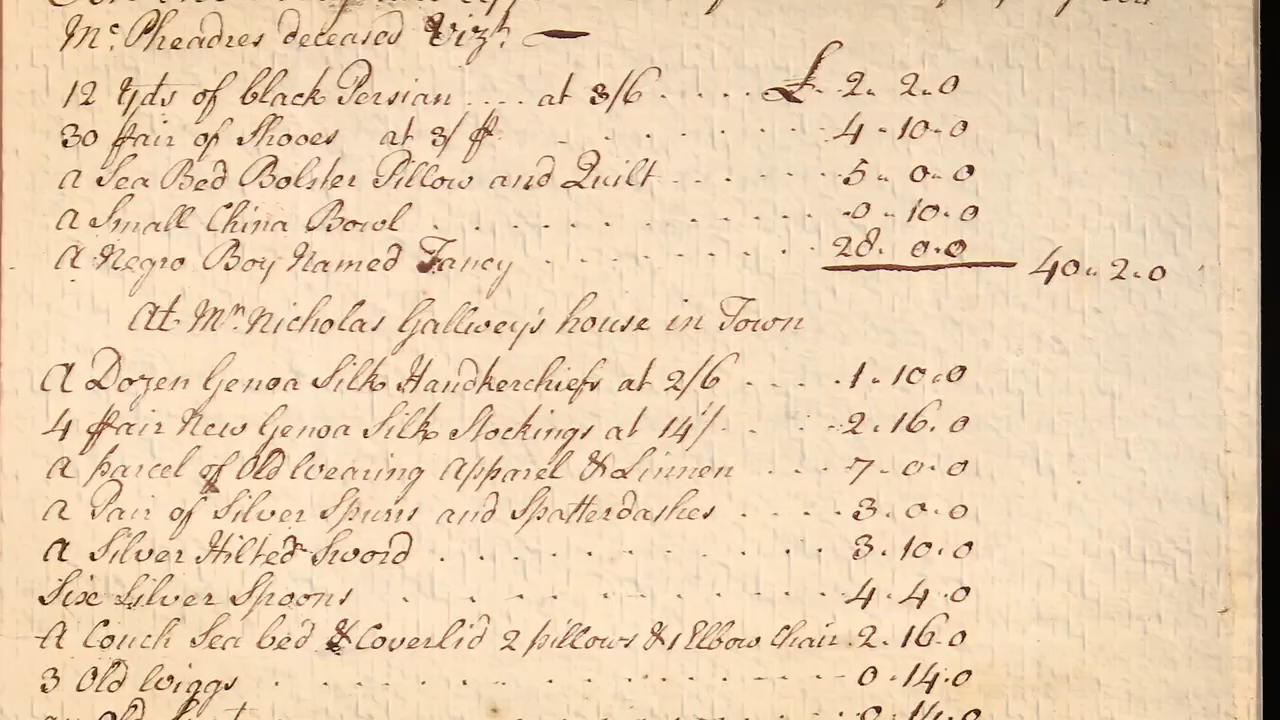 Mc. Pheadres deceased Vizt.
12 Yds of black Persian .... at 3/6 ..... £. 2. 2.0
30 ffair of Shooes at 3/ ff ...... 4.10.0
a Sea Bed Bolster Pillow and Quilt ...... 5. 0.0
a Small China Bowl ......... 0.10.0
a Negro Boy Named Fancy ........ 28. 0.0 40.. 2.0
At Mr. Nicholas Gallwey's house in Town
A Dozen Genoa Silk Handkerchiefs at 2/6 .... 1.10.0
4 ffair New Genoa Silk Stockings at 14/. .... 2.16.0
a parcel of Old wearing apparel & Linnen ... 7.0.0
a Pair of Silver Spurs and Spatterdashes .... 3.0.0
a Silver Hilted Sword ......... 3.10.0
Six Silver Spoons .......... 4.4.0
A Couch Sea bed & Coverlid 2 pillows & 1 Elbow Chair. 2.16.0
3 Old Wiggs ............ 0.14.0